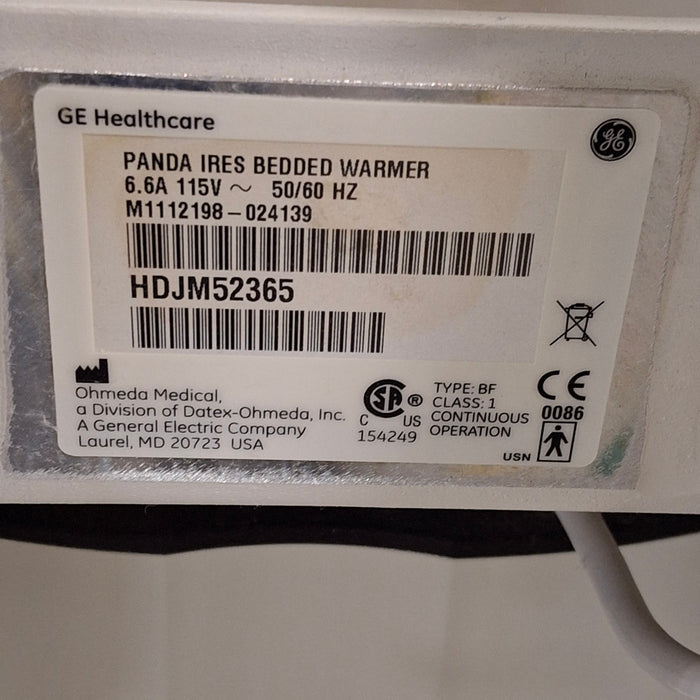 GE Healthcare
GE
PANDA IRES BEDDED WARMER
6.6A 115V ~ 50/60 HZ
M1112198-024139
HDJM52365
Ohmeda Medical,
a Division of Datex-Ohmeda, Inc.
A General Electric Company
Laurel, MD 20723 USA
SA ®
C US
154249
TYPE: BF
CLASS: 1
CONTINUOUS
OPERATION
CE
0086
USN